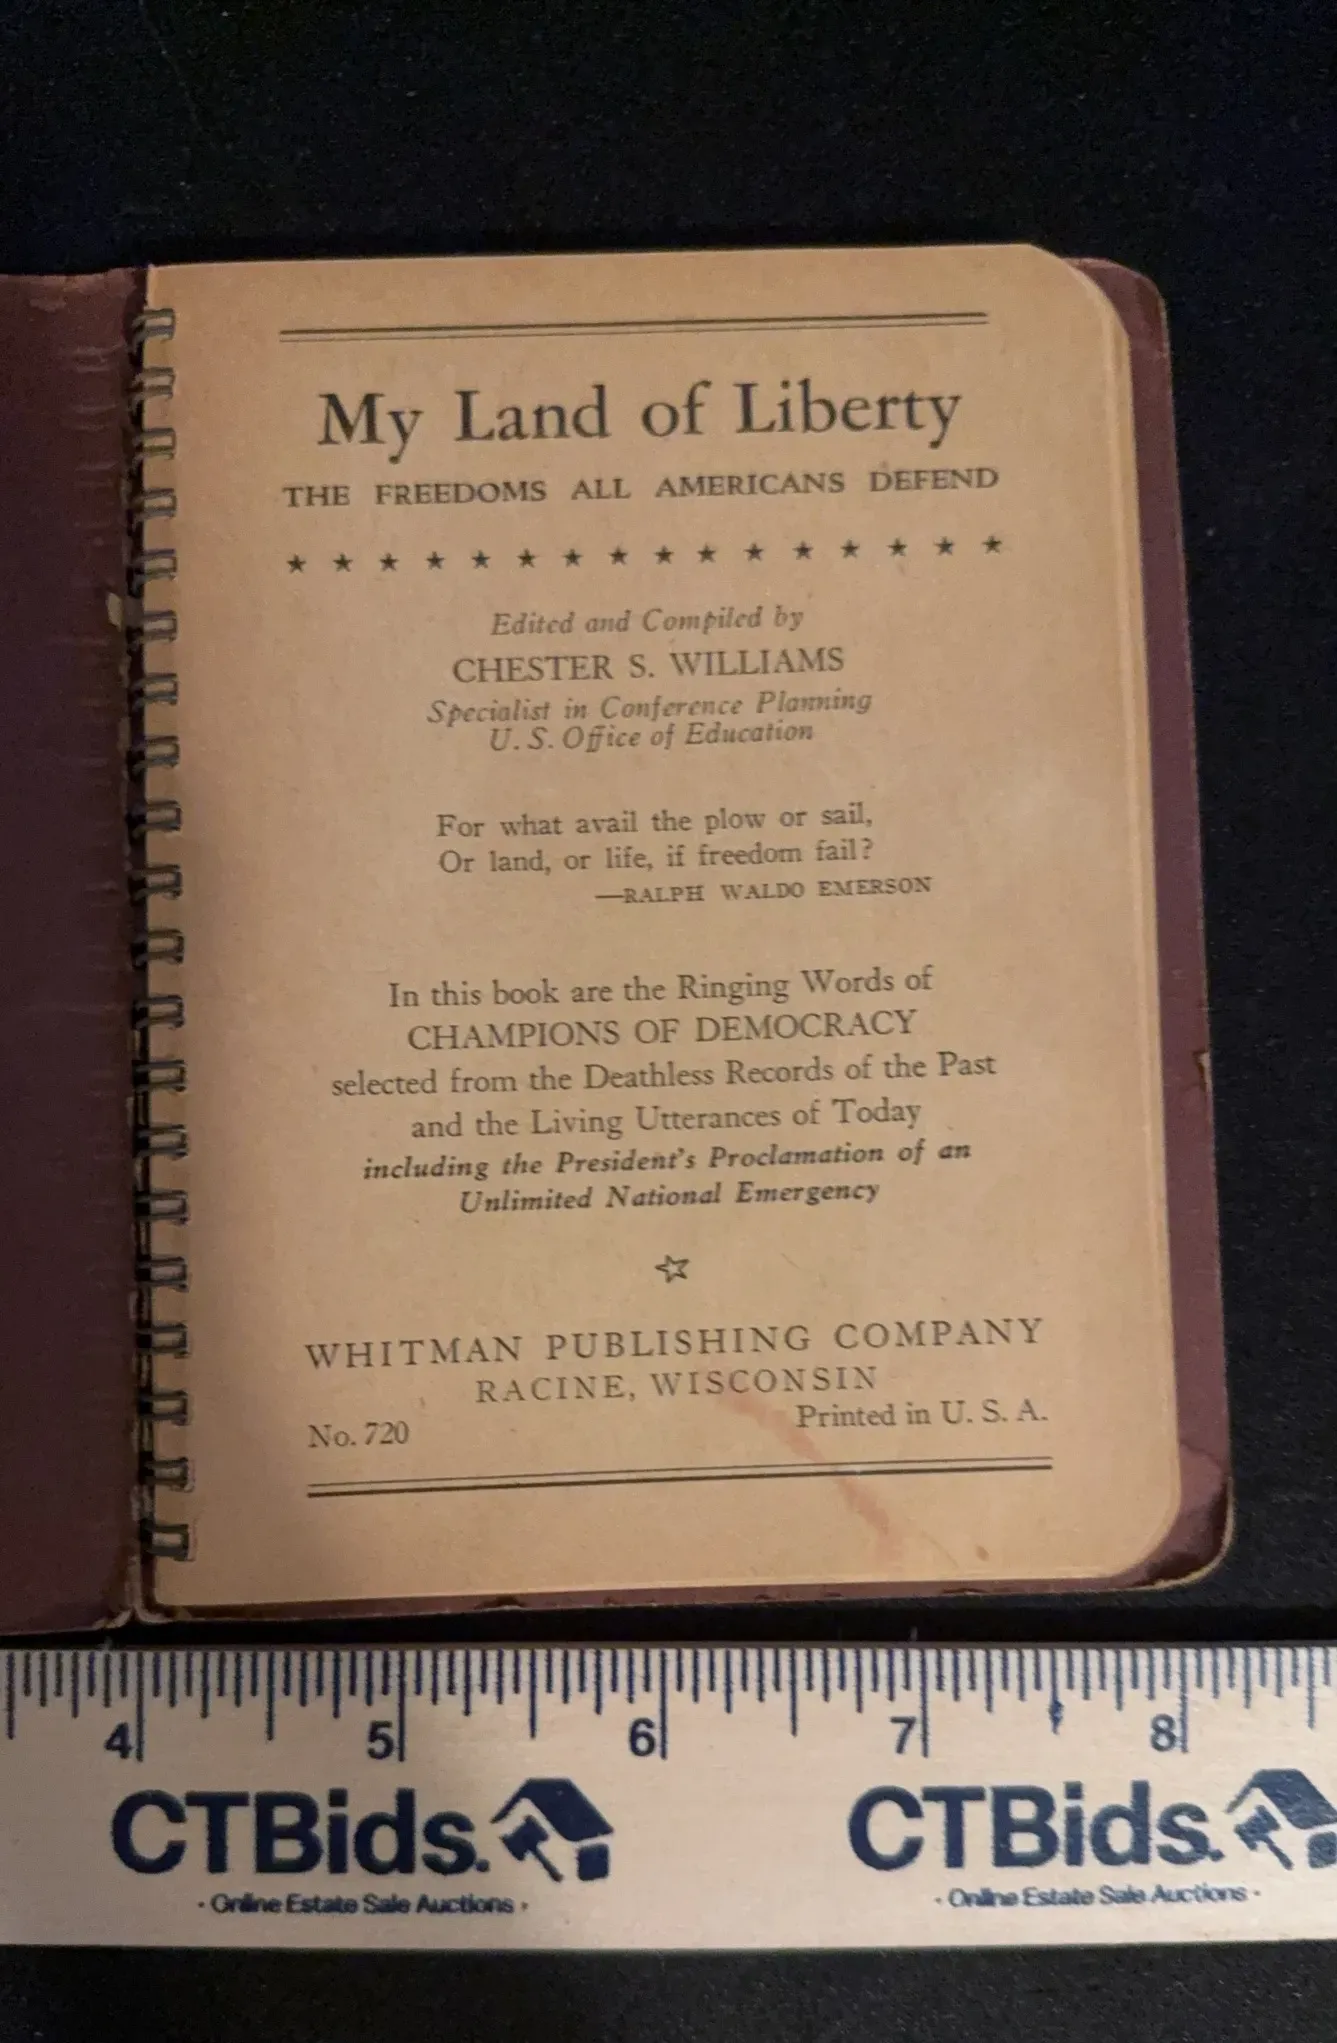 My Land of Liberty
THE FREEDOMS ALL AMERICANS DEFEND
Edited and Compiled by
CHESTER S. WILLIAMS
Specialist in Conference Planning
U. S. Office of Education
For what avail the plow or sail,
Or land, or life, if freedom fail?
—RALPH WALDO EMERSON
In this book are the Ringing Words of
CHAMPIONS OF DEMOCRACY
selected from the Deathless Records of the Past
and the Living Utterances of Today
including the President's Proclamation of an
Unlimited National Emergency
WHITMAN PUBLISHING COMPANY
RACINE, WISCONSIN
No. 720 Printed in U. S. A.
4 5 6 7 8
CTBids. CTBids.
· Online Estate Sale Auctions · · Online Estate Sale Auctions ·